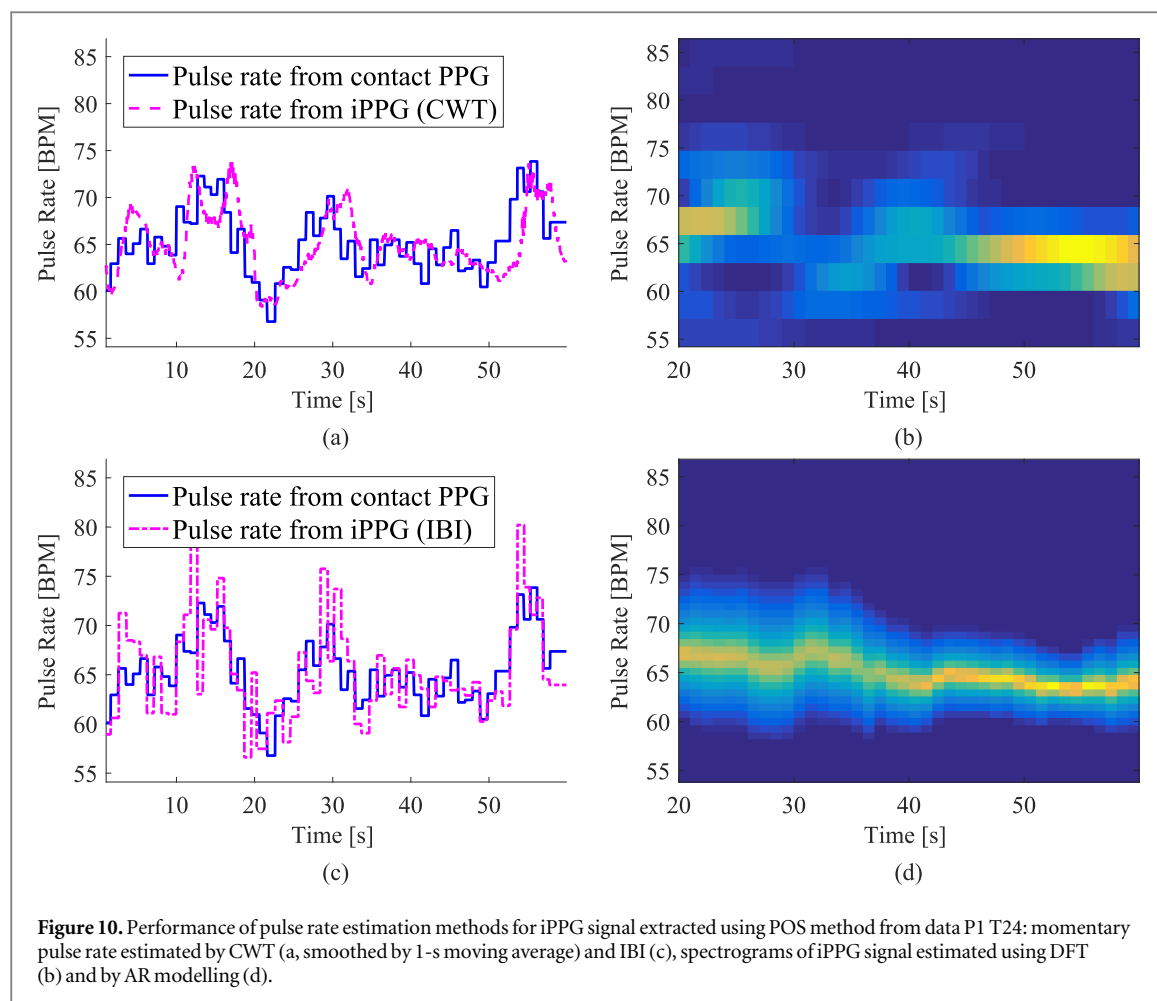 85
80
75
70
65
60
55
Pulse Rate [BPM]
Pulse rate from contact PPG
Pulse rate from iPPG (CWT)
10 20 30 40 50
Time [s]
(a)
85
80
75
70
65
60
55
Pulse Rate [BPM]
20 30 40 50
Time [s]
(b)
85
80
75
70
65
60
55
Pulse Rate [BPM]
Pulse rate from contact PPG
Pulse rate from iPPG (IBI)
10 20 30 40 50
Time [s]
(c)
85
80
75
70
65
60
55
Pulse Rate [BPM]
20 30 40 50
Time [s]
(d)
Figure 10. Performance of pulse rate estimation methods for iPPG signal extracted using POS method from data P1 T24: momentary
pulse rate estimated by CWT (a, smoothed by 1-s moving average) and IBI (c), spectrograms of iPPG signal estimated using DFT
(b) and by AR modelling (d).